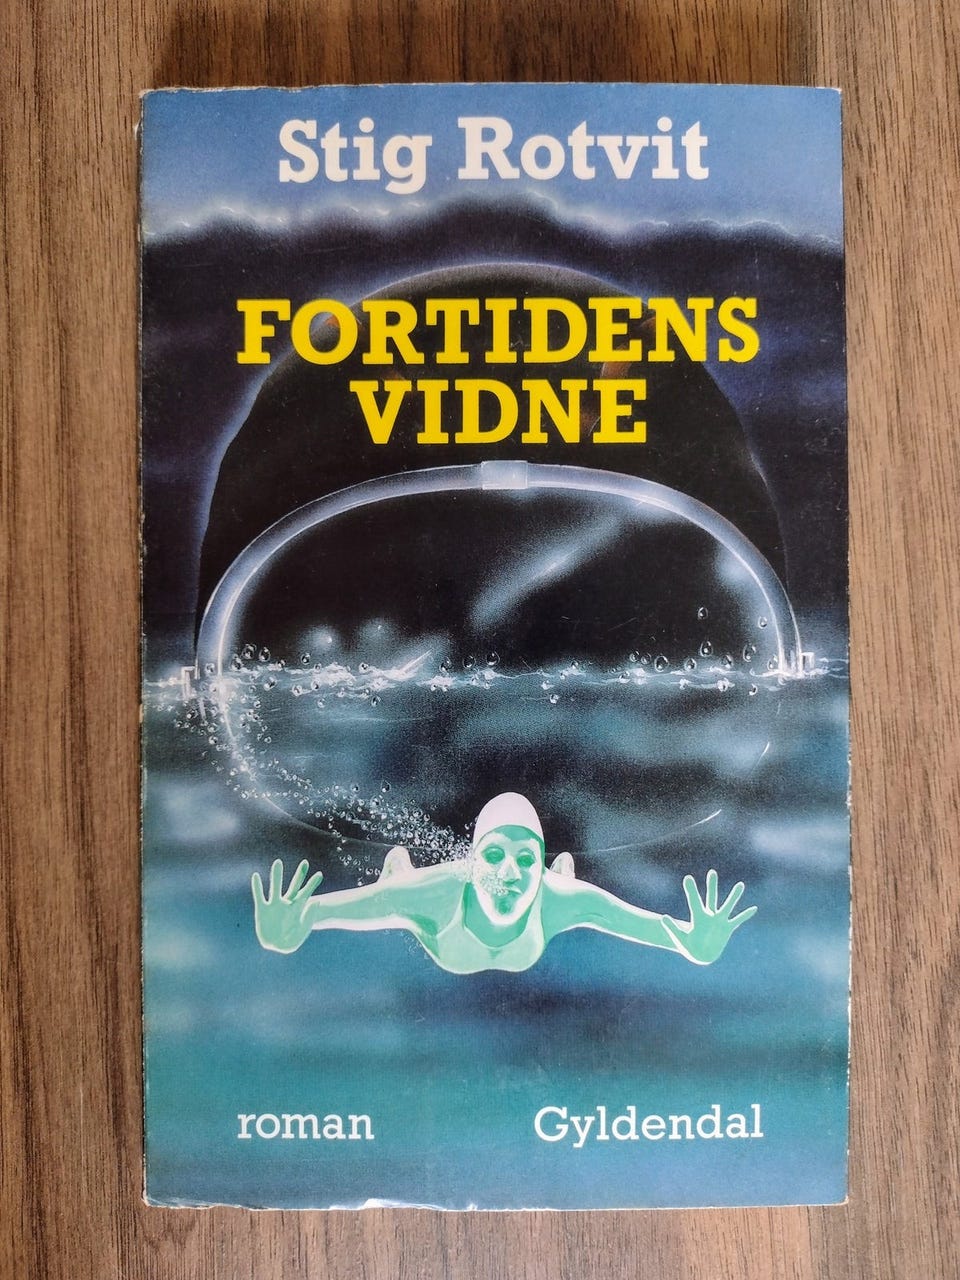 Stig Rotvit
FORTIDENS
VIDNE
roman
Gyldendal